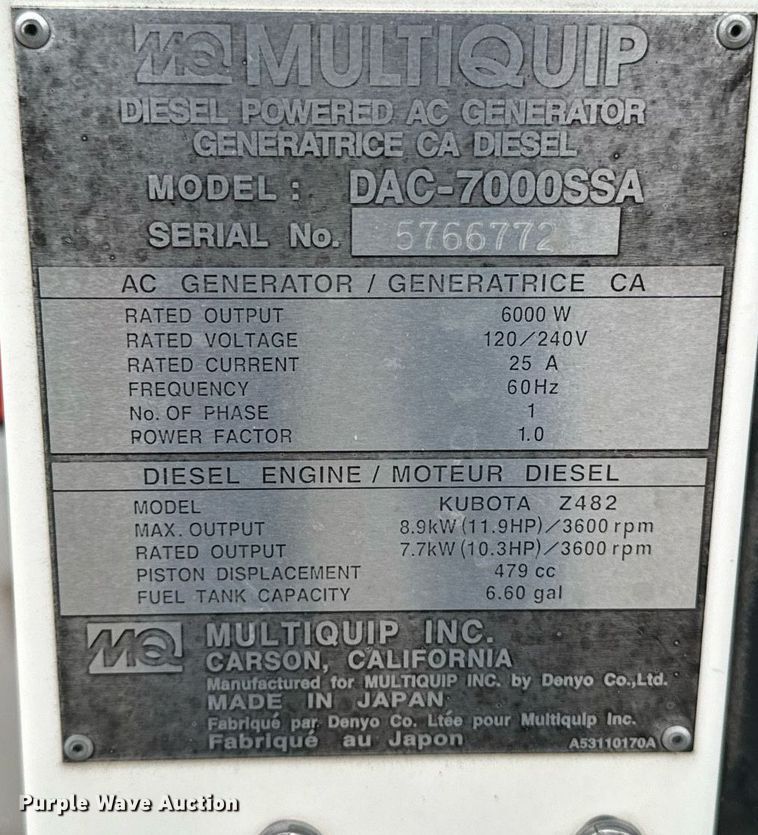 MQ MULTIQUIP
DIESEL POWERED AC GENERATOR
GENERATRICE CA DIESEL
MODEL : DAC-7000SSA
SERIAL No. 5766772
AC GENERATOR / GENERATRICE CA
RATED OUTPUT 6000 W
RATED VOLTAGE 120/240V
RATED CURRENT 25 A
FREQUENCY 60Hz
No. OF PHASE 1
POWER FACTOR 1.0
DIESEL ENGINE / MOTEUR DIESEL
MODEL KUBOTA Z482
MAX. OUTPUT 8.9kW (11.9HP)/3600 rpm
RATED OUTPUT 7.7kW (10.3HP)/3600 rpm
PISTON DISPLACEMENT 479 cc
FUEL TANK CAPACITY 6.60 gal
MQ MULTIQUIP INC.
CARSON, CALIFORNIA
Manufactured for MULTIQUIP INC. by Denyo Co.,Ltd.
MADE IN JAPAN
Fabriqué par Denyo Co. Ltée pour Multiquip Inc.
Fabriqué au Japon A53110170A
Purple Wave Auction